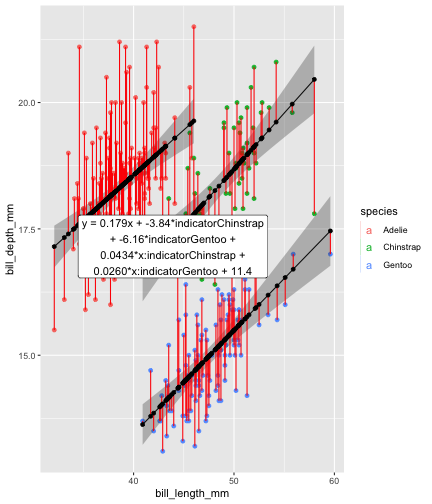 20.0
17.5
15.0
bill_depth_mm
y = 0.179x + -3.84*indicatorChinstrap
+ -6.16*indicatorGentoo +
0.0434*x:indicatorChinstrap +
0.0260*x:indicatorGentoo + 11.4
40
50
60
bill_length_mm
species
a Adelie
a Chinstrap
a Gentoo